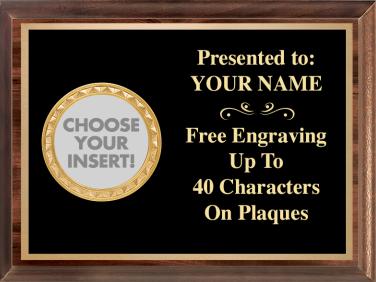 CHOOSE
YOUR
INSERT!
Presented to:
YOUR NAME
Free Engraving
Up To
40 Characters
On Plaques